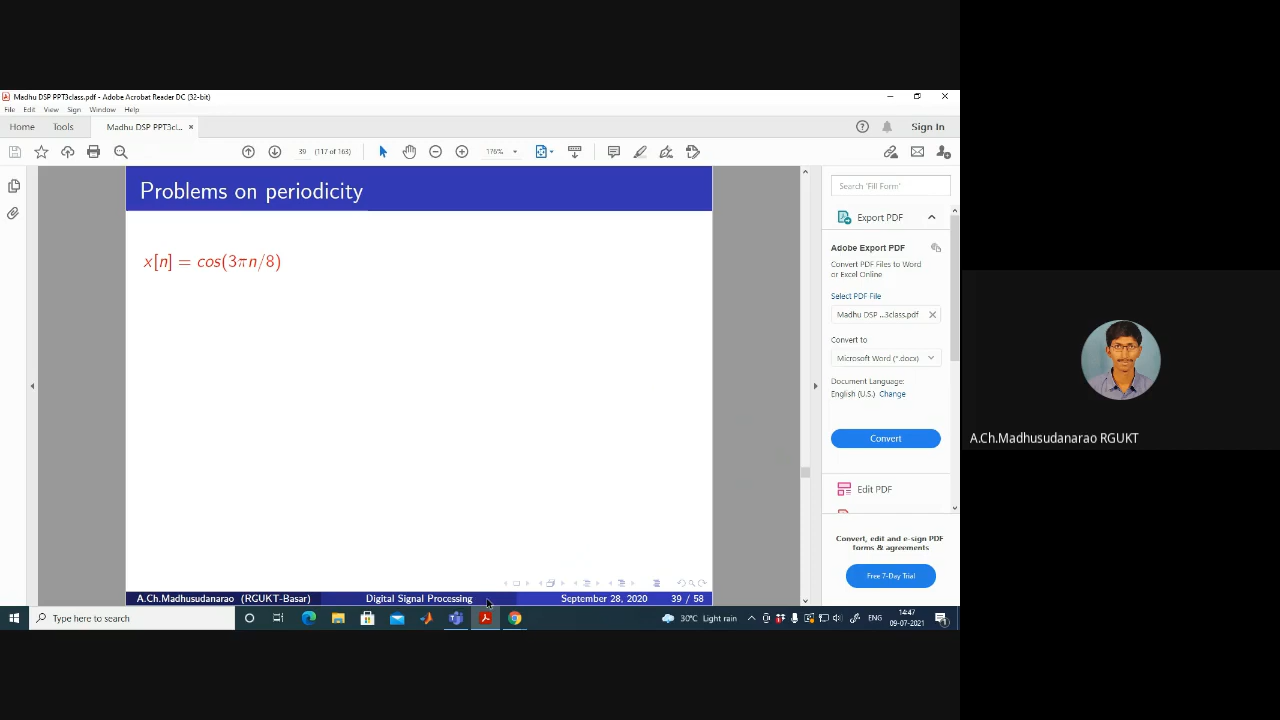 Madhu DSP PPT3class.pdf - Adobe Acrobat Reader DC (32-bit)
File Edit View Sign Window Help
Home Tools Madhu DSP PPT3cl... × Sign In
39 (117 of 163) 176%
Problems on periodicity
x[n] = cos(3πn/8)
Search 'Fill Form'
Export PDF
Adobe Export PDF
Convert PDF Files to Word
or Excel Online
Select PDF File
Madhu DSP ...3class.pdf
Convert to
Microsoft Word (*.docx)
Document Language:
English (U.S.) Change
Convert
Edit PDF
Convert, edit and e-sign PDF
forms & agreements
Free 7-Day Trial
A.Ch.Madhusudanarao (RGUKT-Basar) Digital Signal Processing September 28, 2020 39 / 58
Type here to search 30°C Light rain ENG 14:47
09-07-2021
A.Ch.Madhusudanarao RGUKT